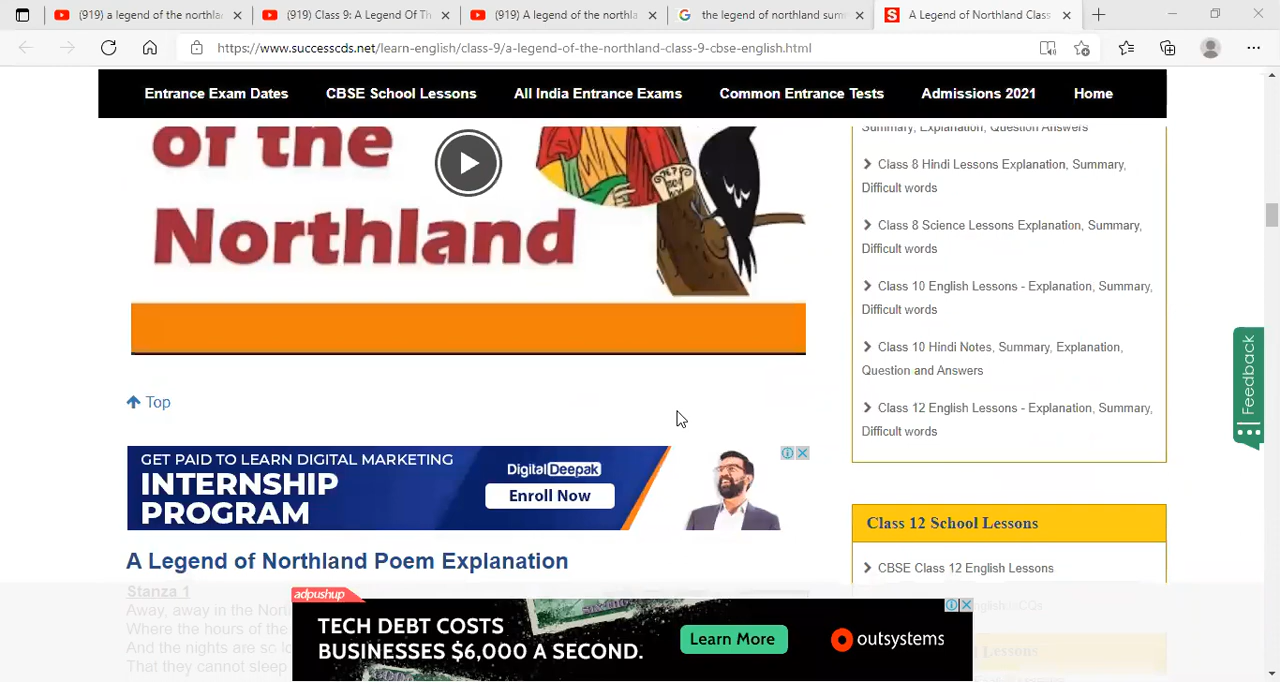 (919) a legend of the northlan
(919) Class 9: A Legend Of Th
(919) A legend of the northla
the legend of northland sum
A Legend of Northland Class
https://www.successcds.net/learn-english/class-9/a-legend-of-the-northland-class-9-cbse-english.html
Entrance Exam Dates CBSE School Lessons All India Entrance Exams Common Entrance Tests Admissions 2021 Home
of the
Northland
Top
GET PAID TO LEARN DIGITAL MARKETING
INTERNSHIP
PROGRAM
DigitalDeepak
Enroll Now
A Legend of Northland Poem Explanation
Stanza 1
Away, away in the Nort
Where the hours of the
And the nights are so lo
That they cannot sleep
Summary, Explanation, Question Answers
Class 8 Hindi Lessons Explanation, Summary,
Difficult words
Class 8 Science Lessons Explanation, Summary,
Difficult words
Class 10 English Lessons - Explanation, Summary,
Difficult words
Class 10 Hindi Notes, Summary, Explanation,
Question and Answers
Class 12 English Lessons - Explanation, Summary,
Difficult words
Class 12 School Lessons
CBSE Class 12 English Lessons
Lessons
Feedback
adpushup
TECH DEBT COSTS
BUSINESSES $6,000 A SECOND.
Learn More
outsystems